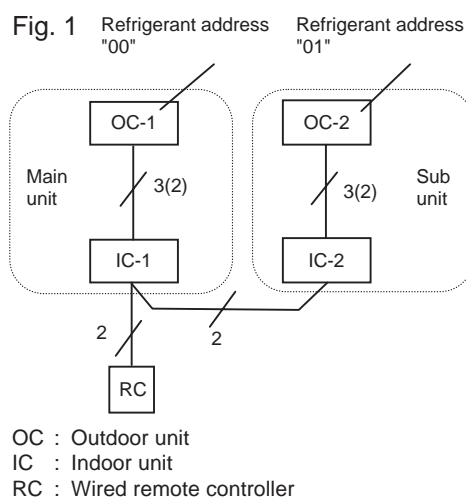 Fig. 1
Refrigerant address "00"
Refrigerant address "01"
OC-1
OC-2
Main unit
3(2)
3(2)
Sub unit
IC-1
IC-2
2
2
RC
OC : Outdoor unit
IC : Indoor unit
RC : Wired remote controller